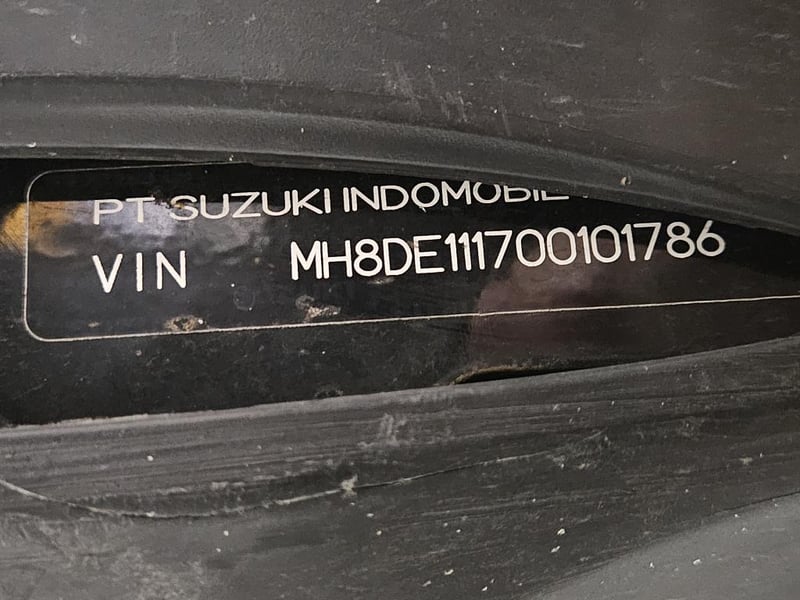 PT SUZUKI INDOMOBIL
VIN MH8DE111700101786